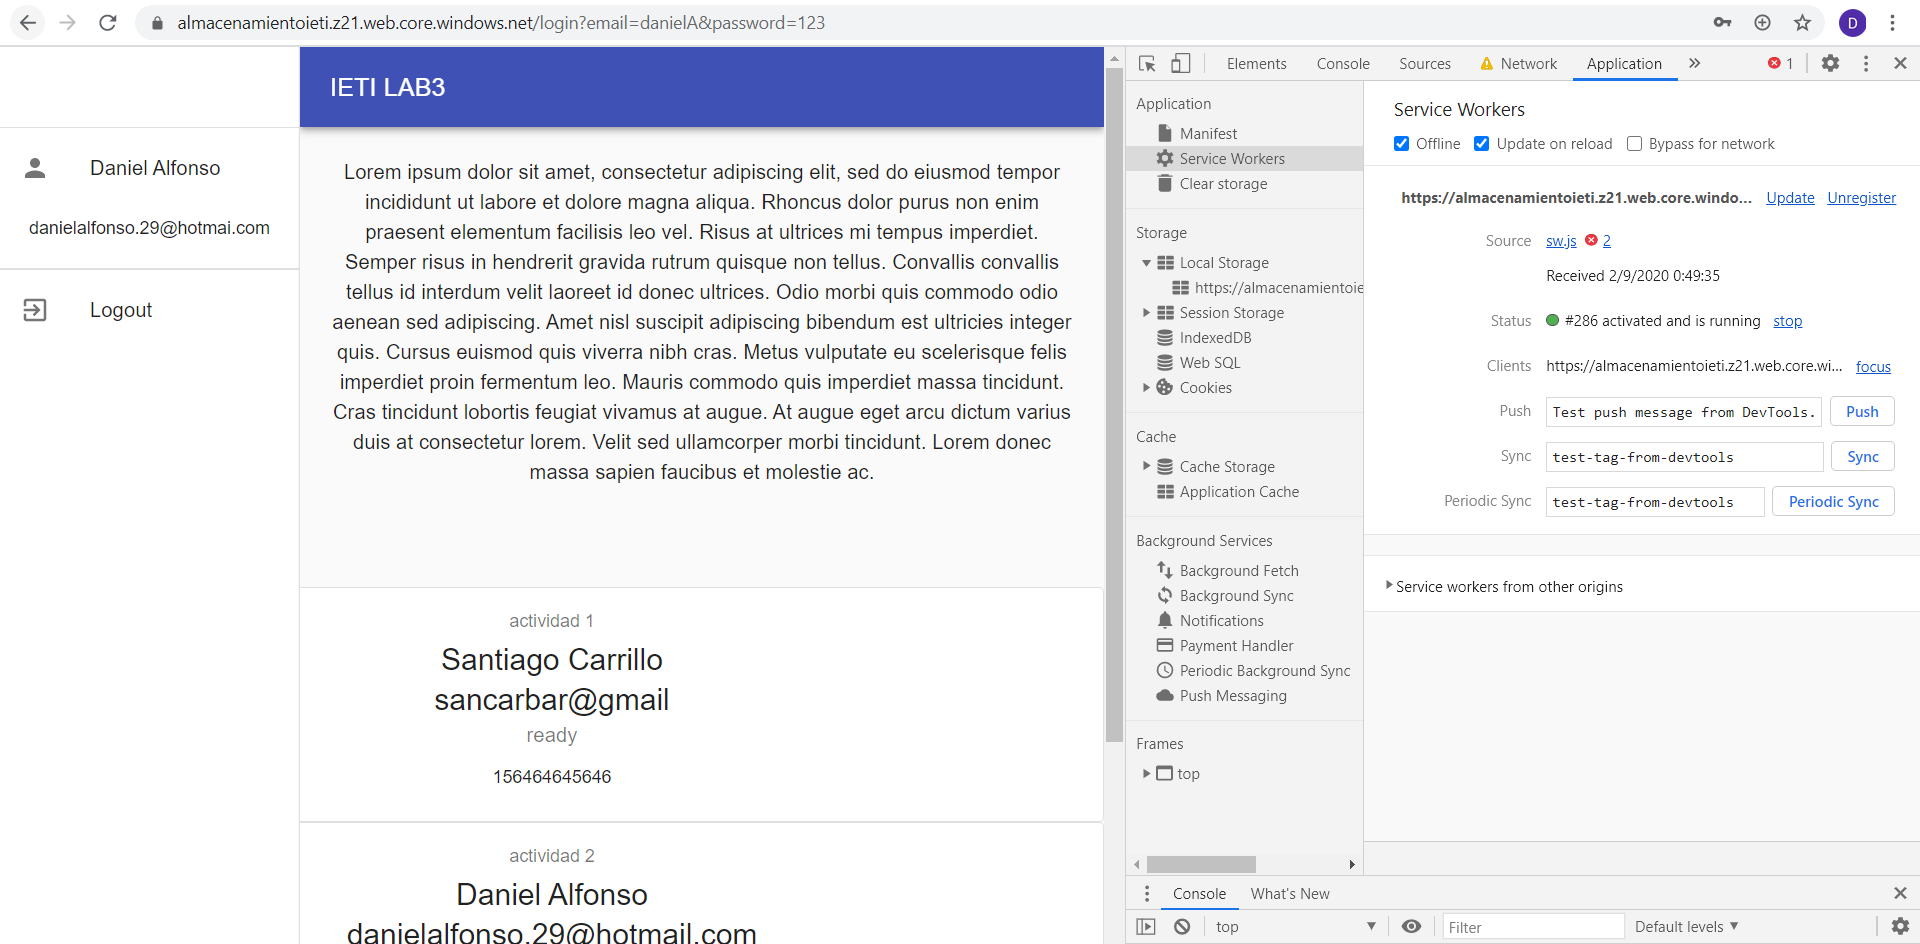 almacenamientoieti.z21.web.core.windows.net/login?email=danielA&password=123
D
IETI LAB3
Daniel Alfonso
danielalfonso.29@hotmai.com
Logout
Lorem ipsum dolor sit amet, consectetur adipiscing elit, sed do eiusmod tempor
incididunt ut labore et dolore magna aliqua. Rhoncus dolor purus non enim
praesent elementum facilisis leo vel. Risus at ultrices mi tempus imperdiet.
Semper risus in hendrerit gravida rutrum quisque non tellus. Convallis convallis
tellus id interdum velit laoreet id donec ultrices. Odio morbi quis commodo odio
aenean sed adipiscing. Amet nisl suscipit adipiscing bibendum est ultricies integer
quis. Cursus euismod quis viverra nibh cras. Metus vulputate eu scelerisque felis
imperdiet proin fermentum leo. Mauris commodo quis imperdiet massa tincidunt.
Cras tincidunt lobortis feugiat vivamus at augue. At augue eget arcu dictum varius
duis at consectetur lorem. Velit sed ullamcorper morbi tincidunt. Lorem donec
massa sapien faucibus et molestie ac.
actividad 1
Santiago Carrillo
sancarbar@gmail
ready
156464645646
actividad 2
Daniel Alfonso
danielalfonso.29@hotmail.com
Elements Console Sources Network Application 1
Application
Manifest
Service Workers
Clear storage
Storage
Local Storage
https://almacenamientoie
Session Storage
IndexedDB
Web SQL
Cookies
Cache
Cache Storage
Application Cache
Background Services
Background Fetch
Background Sync
Notifications
Payment Handler
Periodic Background Sync
Push Messaging
Frames
top
Service Workers
Offline Update on reload Bypass for network
https://almacenamientoieti.z21.web.core.windo... Update Unregister
Source sw.js 2
Received 2/9/2020 0:49:35
Status #286 activated and is running stop
Clients https://almacenamientoieti.z21.web.core.wi... focus
Push Test push message from DevTools. Push
Sync test-tag-from-devtools Sync
Periodic Sync test-tag-from-devtools Periodic Sync
Service workers from other origins
Console What's New
top Filter Default levels